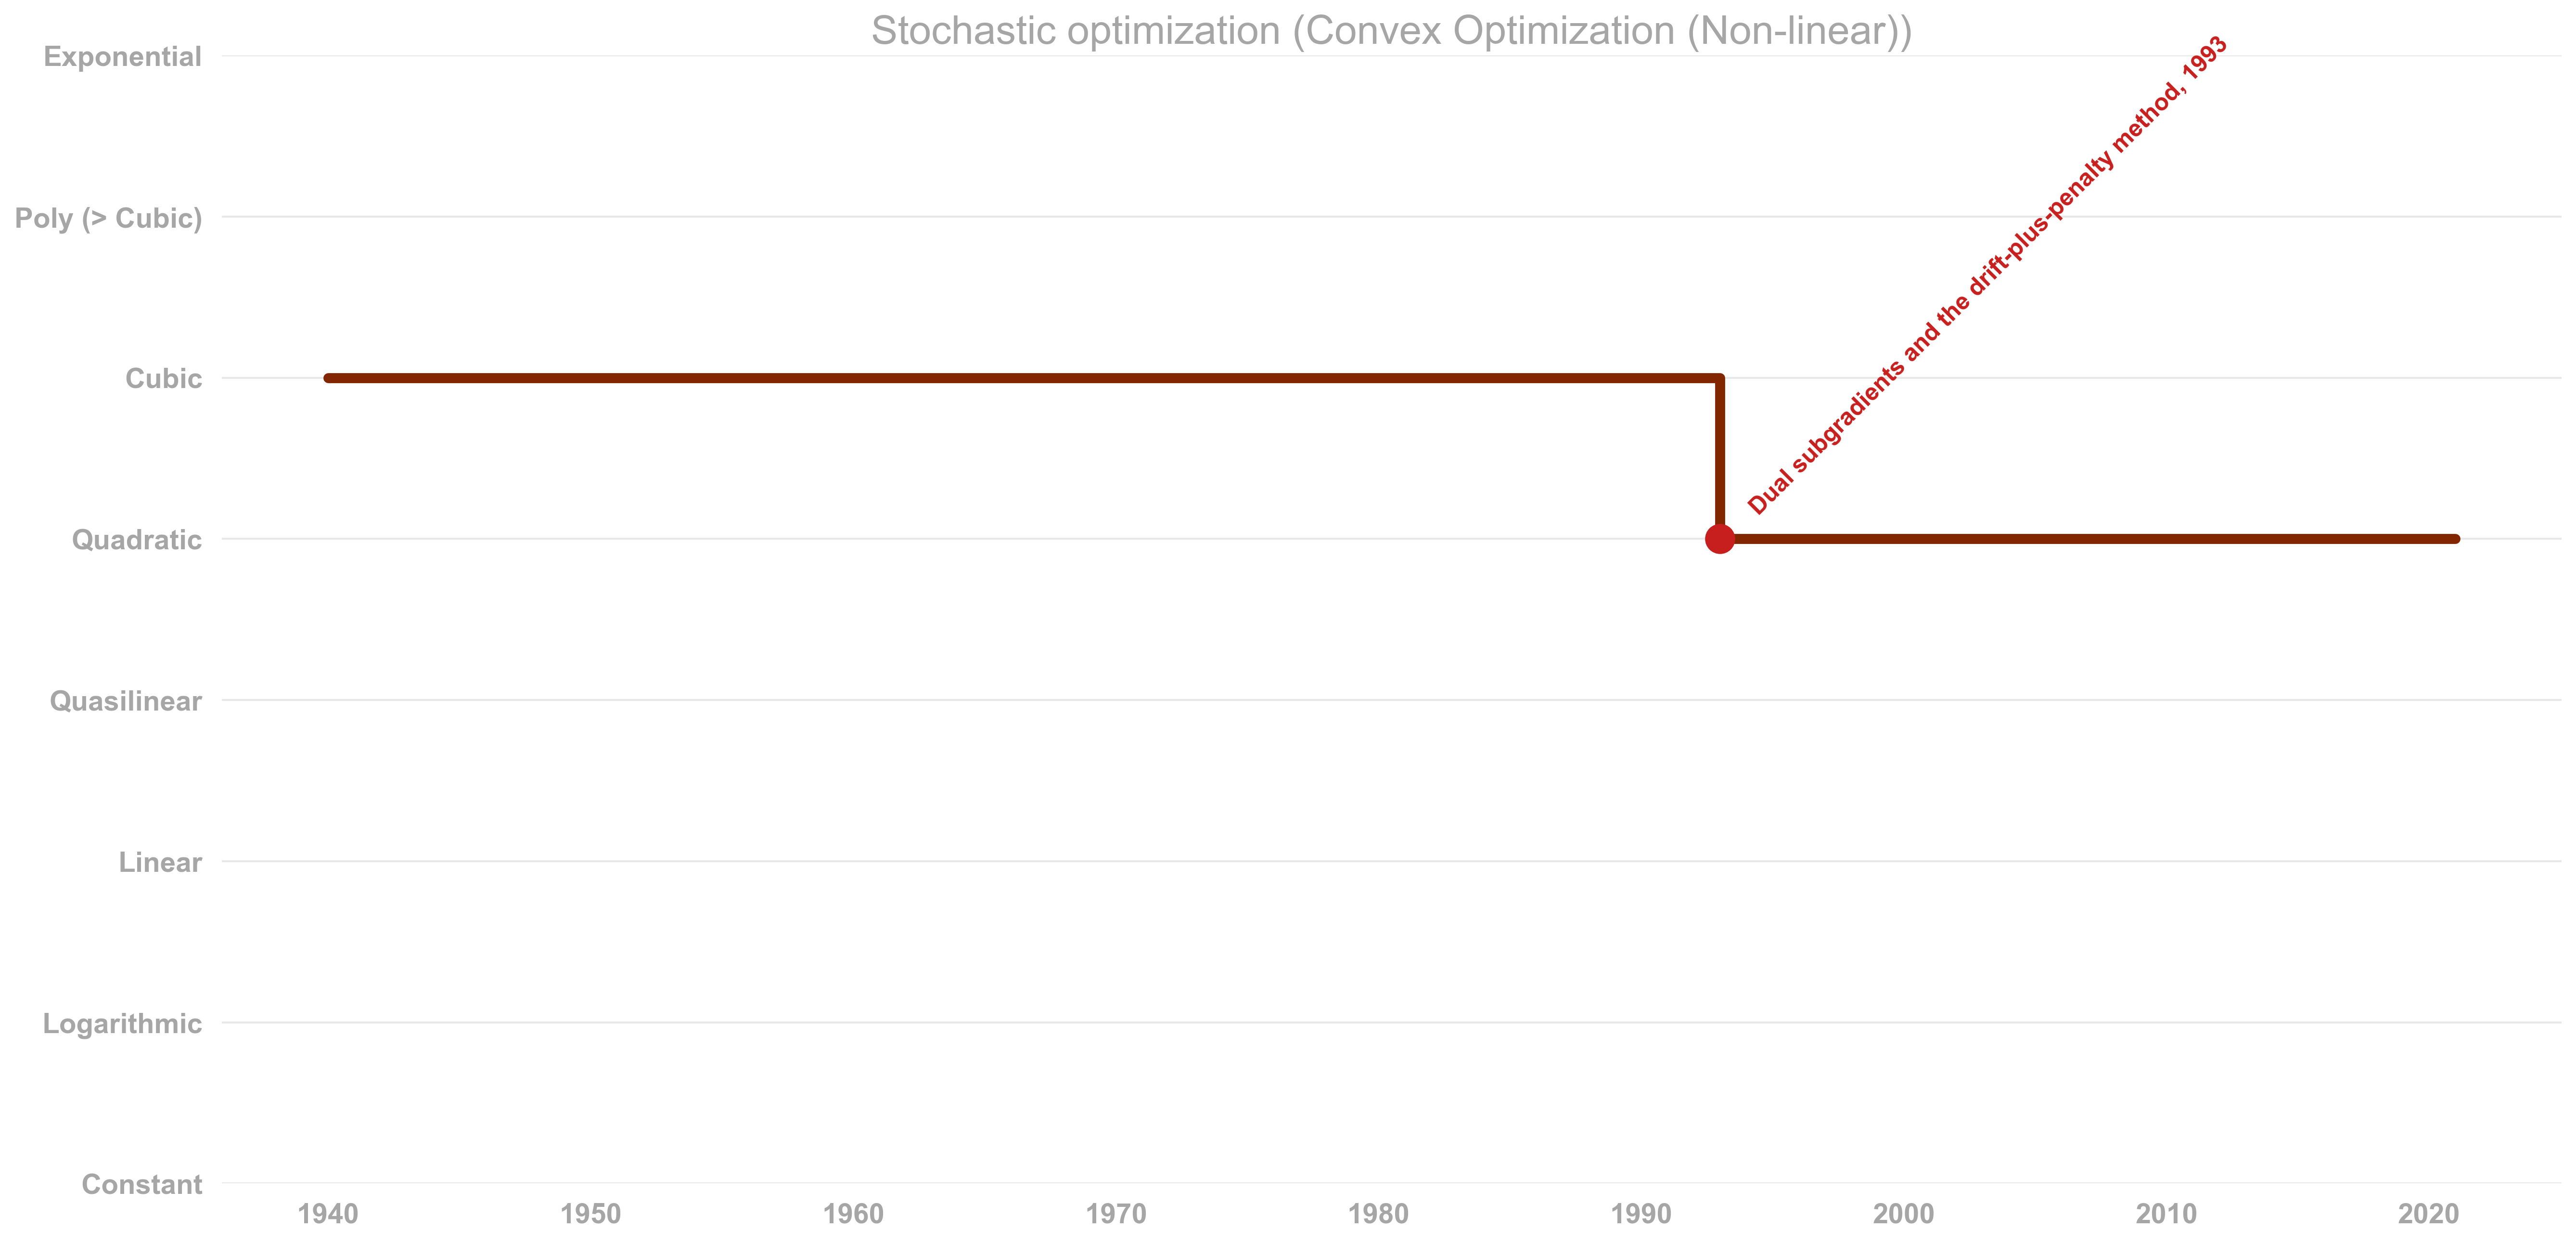 Stochastic optimization (Convex Optimization (Non-linear))
Exponential
Poly (> Cubic)
Cubic
Quadratic
Quasilinear
Linear
Logarithmic
Constant
Dual subgradients and the drift-plus-penalty method, 1993
1940 1950 1960 1970 1980 1990 2000 2010 2020